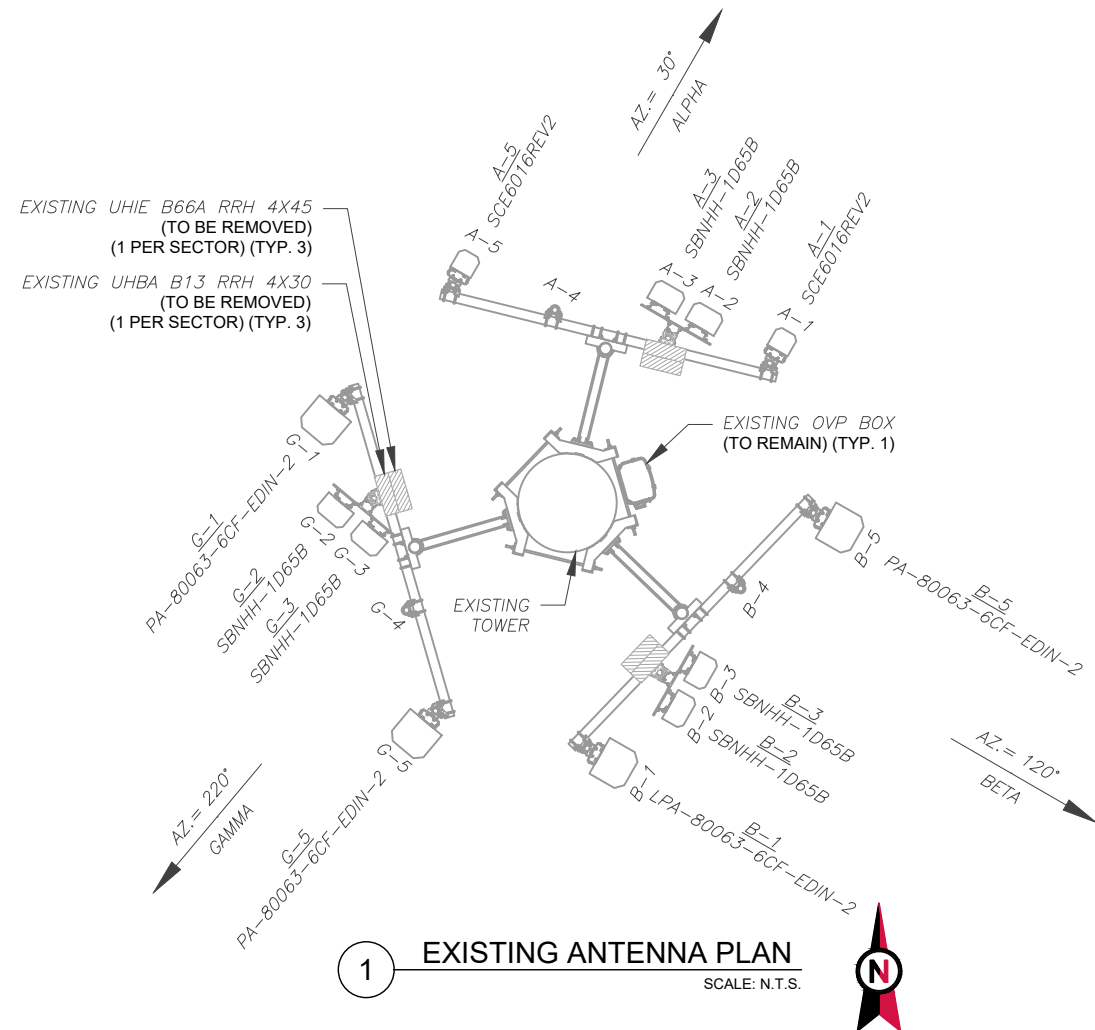 AZ.= 30°
ALPHA
A-5
SCE6016REV2
A-3
SBNHH-1D65B
A-2
SBNHH-1D65B
A-1
SCE6016REV2
A-5
A-4
A-3
A-2
A-1
EXISTING UHIE B66A RRH 4X45
(TO BE REMOVED)
(1 PER SECTOR) (TYP. 3)
EXISTING UHBA B13 RRH 4X30
(TO BE REMOVED)
(1 PER SECTOR) (TYP. 3)
EXISTING OVP BOX
(TO REMAIN) (TYP. 1)
G-1
G-1
PA-80063-6CF-EDIN-2
G-2
G-3
G-2
SBNHH-1D65B
G-3
SBNHH-1D65B
G-4
EXISTING
TOWER
B-5
B-5
PA-80063-6CF-EDIN-2
B-4
B-3
B-3
SBNHH-1D65B
B-2
B-2
SBNHH-1D65B
B-1
B-1
LPA-80063-6CF-EDIN-2
AZ.= 120°
BETA
G-5
G-5
PA-80063-6CF-EDIN-2
AZ.= 220°
GAMMA
1
EXISTING ANTENNA PLAN
SCALE: N.T.S.
N